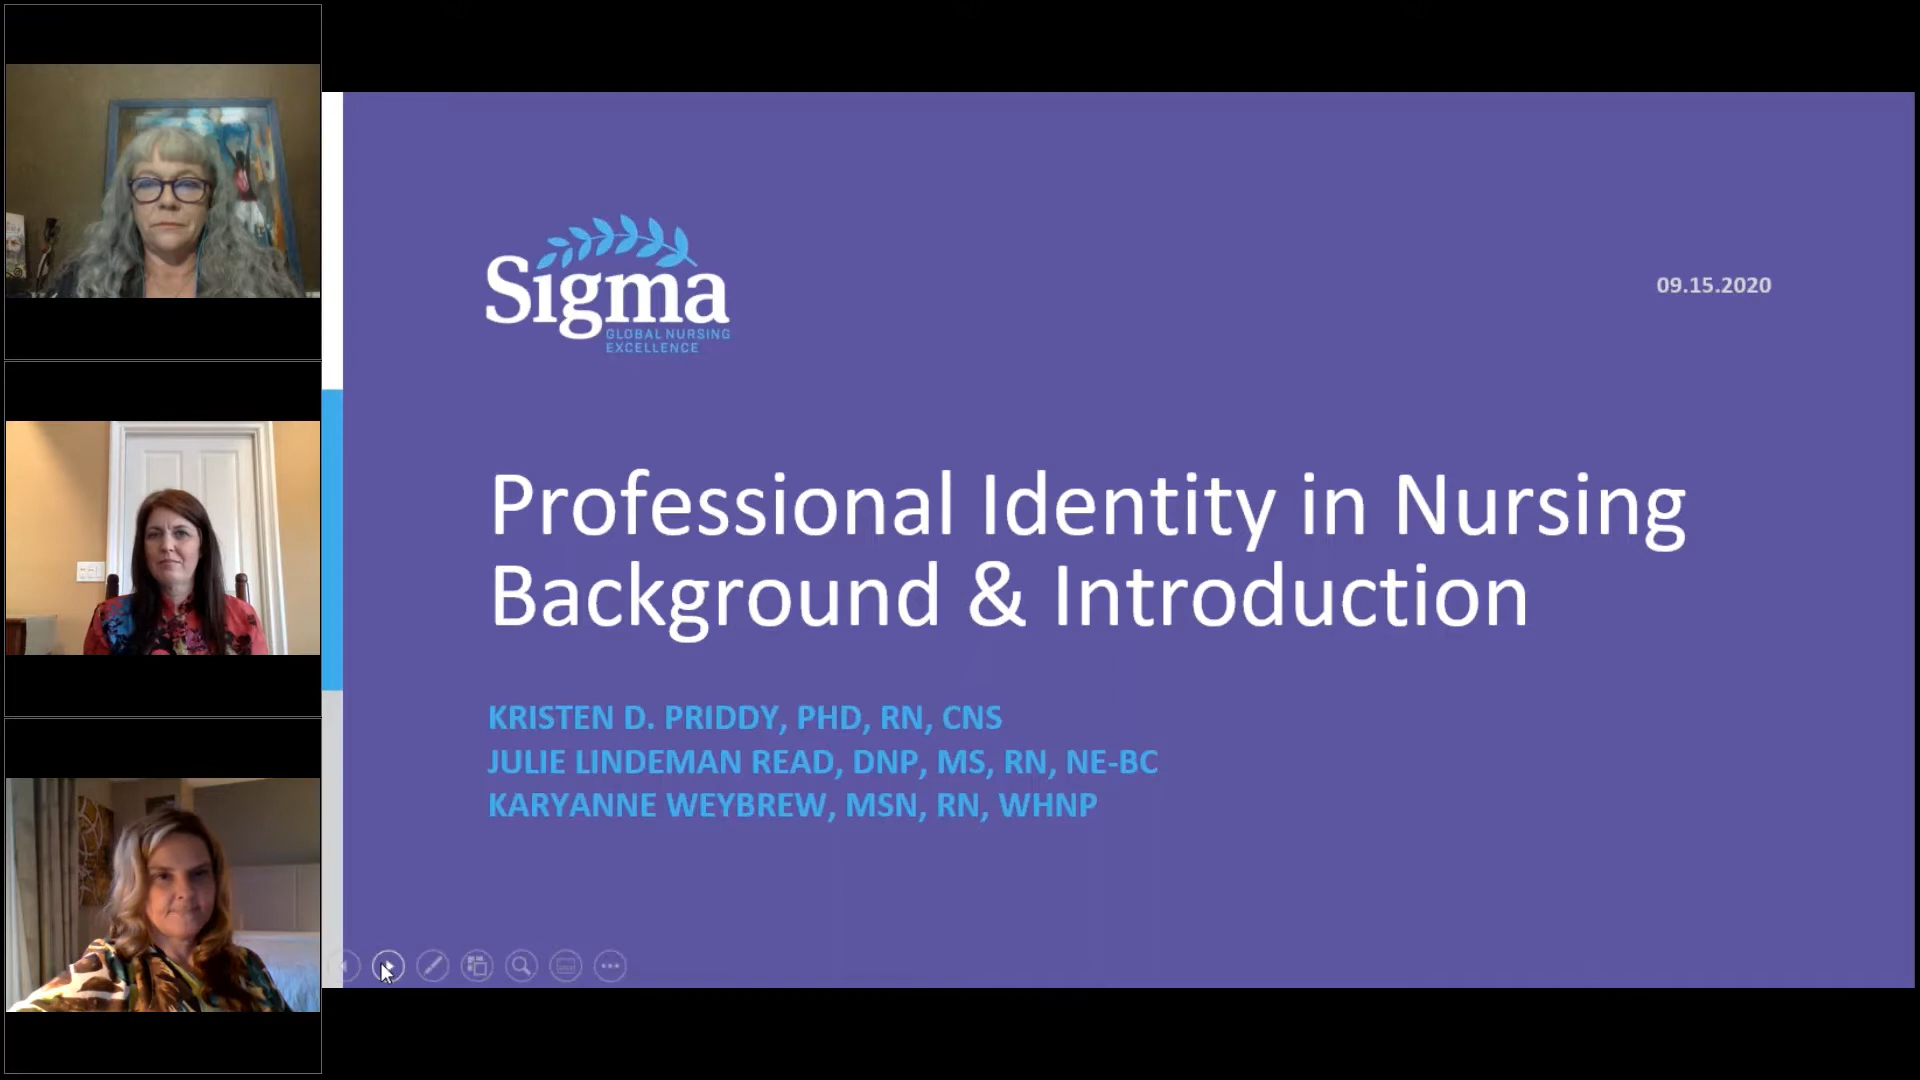 Sigma
GLOBAL NURSING
EXCELLENCE
09.15.2020
Professional Identity in Nursing
Background & Introduction
KRISTEN D. PRIDDY, PHD, RN, CNS
JULIE LINDEMAN READ, DNP, MS, RN, NE-BC
KARYANNE WEYBREW, MSN, RN, WHNP